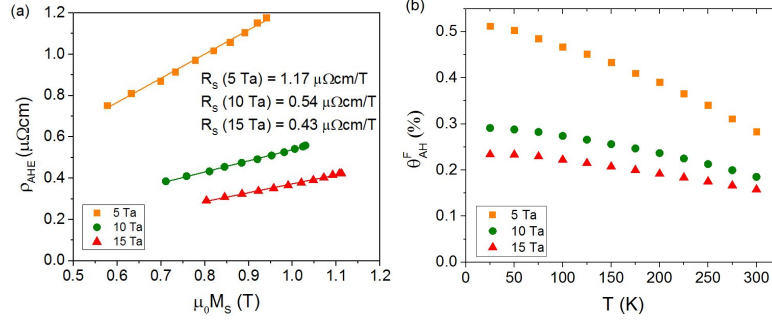 (a)
1.2
1.0
0.8
0.6
0.4
0.2
0.0
ρAHE (μΩcm)
RS (5 Ta) = 1.17 μΩcm/T
RS (10 Ta) = 0.54 μΩcm/T
RS (15 Ta) = 0.43 μΩcm/T
5 Ta
10 Ta
15 Ta
0.5 0.6 0.7 0.8 0.9 1.0 1.1 1.2
μ0MS (T)
(b)
0.5
0.4
0.3
0.2
0.1
0.0
θFAH (%)
5 Ta
10 Ta
15 Ta
0 50 100 150 200 250 300
T (K)